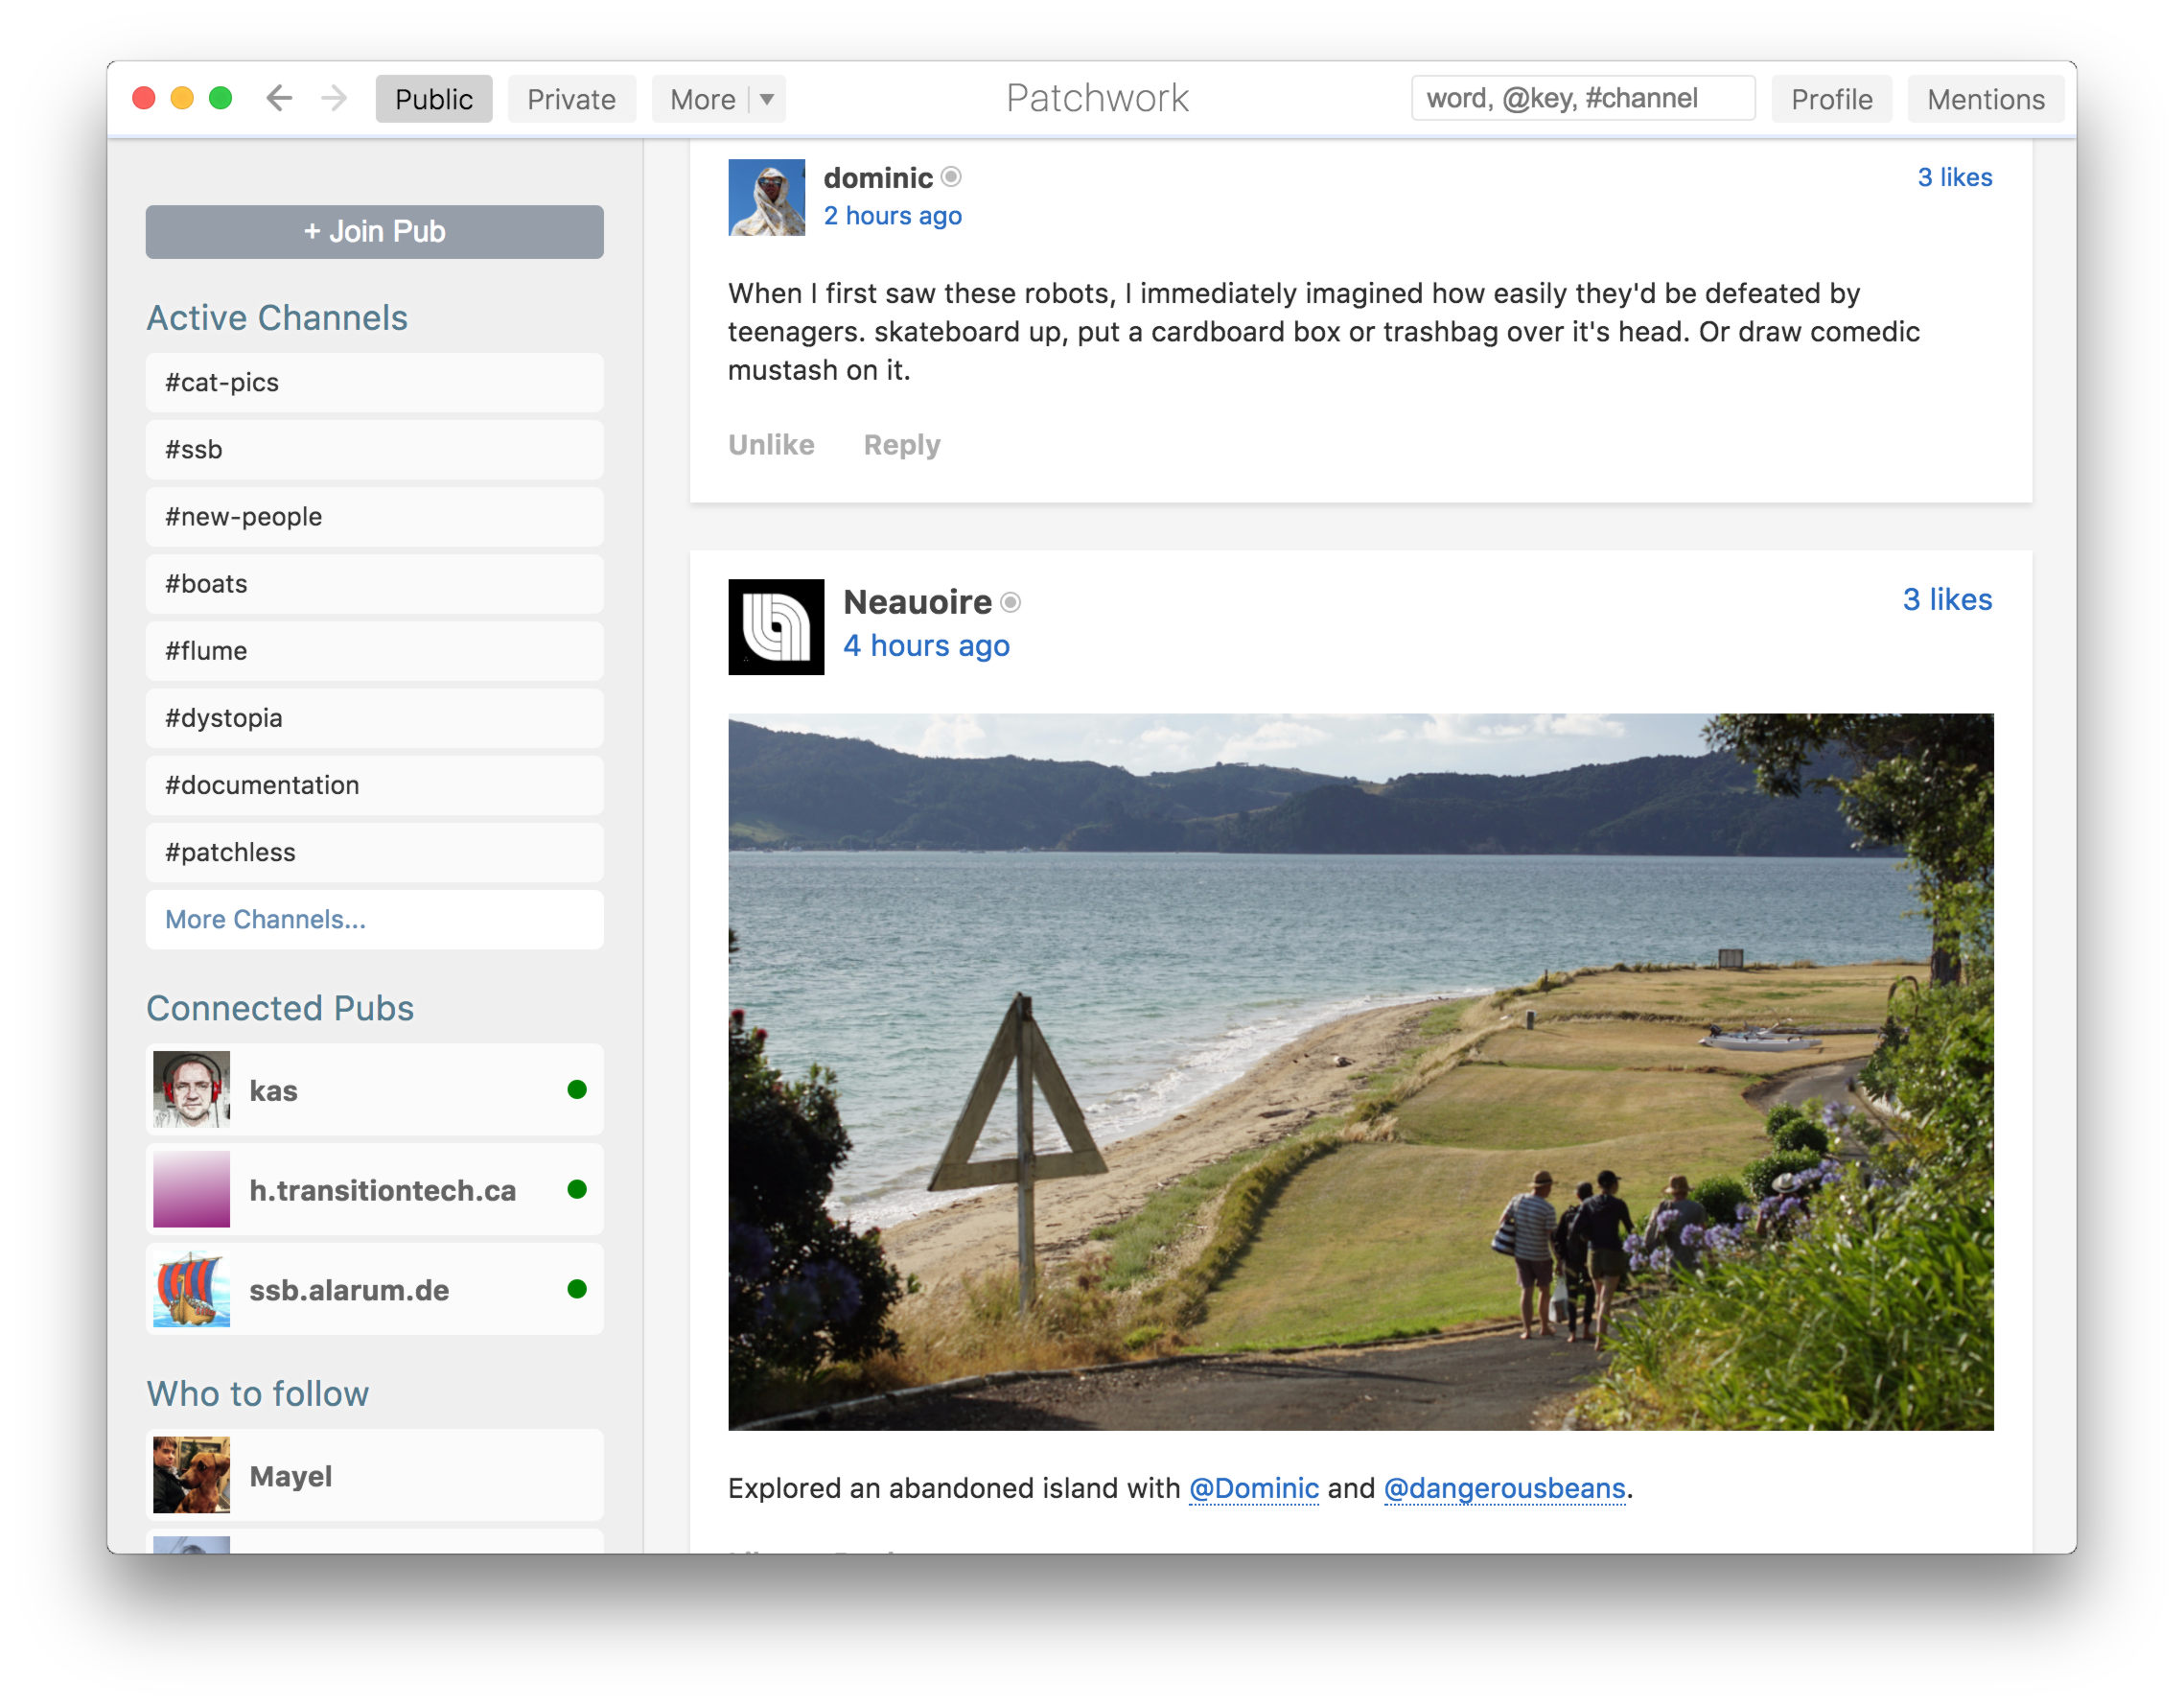 Public
Private
More
Patchwork
word, @key, #channel
Profile
Mentions
+ Join Pub
Active Channels
#cat-pics
#ssb
#new-people
#boats
#flume
#dystopia
#documentation
#patchless
More Channels...
Connected Pubs
kas
h.transitiontech.ca
ssb.alarum.de
Who to follow
Mayel
dominic
2 hours ago
3 likes
When I first saw these robots, I immediately imagined how easily they'd be defeated by
teenagers. skateboard up, put a cardboard box or trashbag over it's head. Or draw comedic
mustash on it.
Unlike
Reply
Neauoire
4 hours ago
3 likes
Explored an abandoned island with @Dominic and @dangerousbeans.